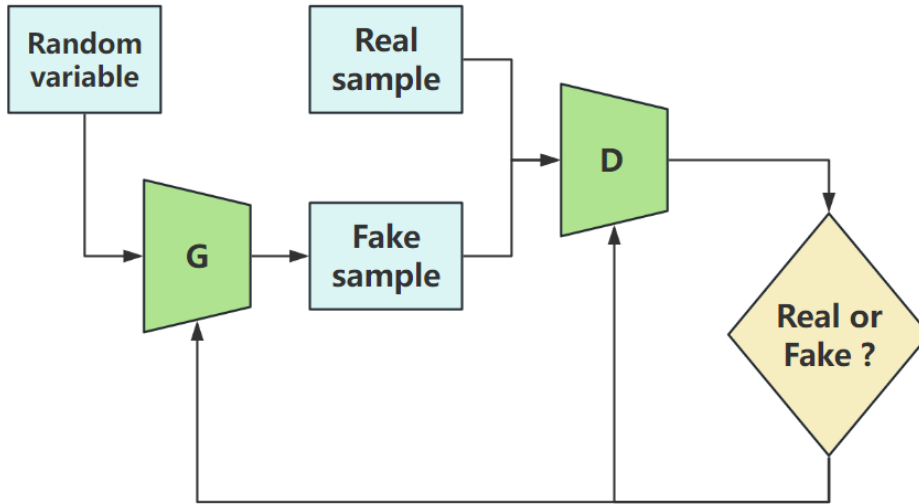 Random
variable
Real
sample
D
G
Fake
sample
Real or
Fake ?